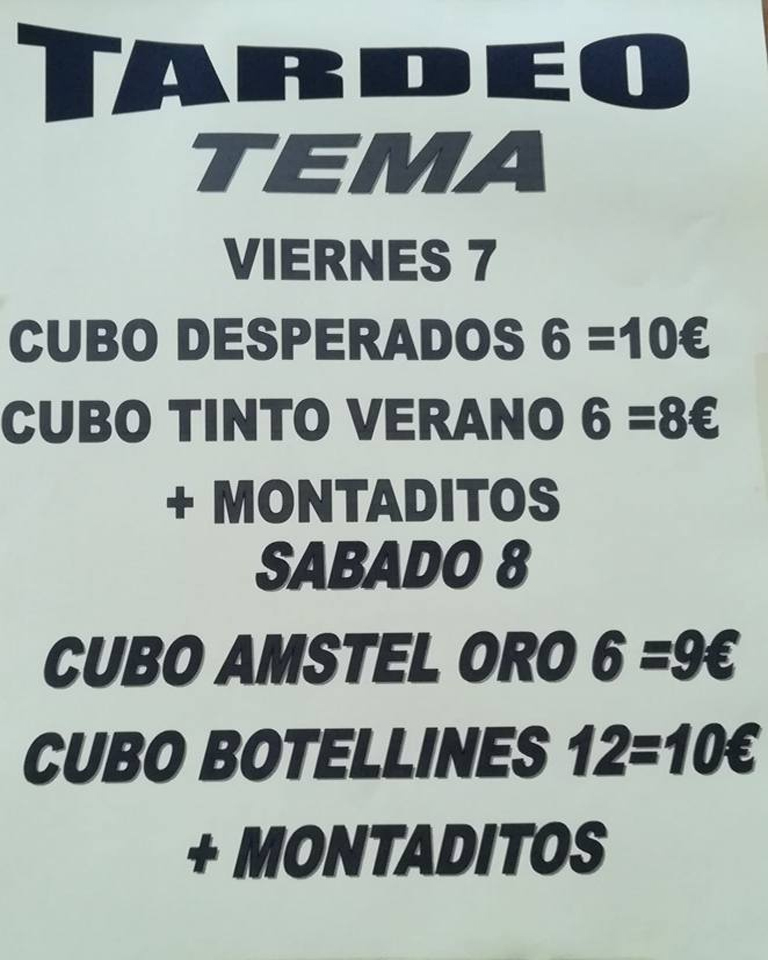 TARDEO
TEMA
VIERNES 7
CUBO DESPERADOS 6 =10€
CUBO TINTO VERANO 6 =8€
+ MONTADITOS
SABADO 8
CUBO AMSTEL ORO 6 =9€
CUBO BOTELLINES 12=10€
+ MONTADITOS